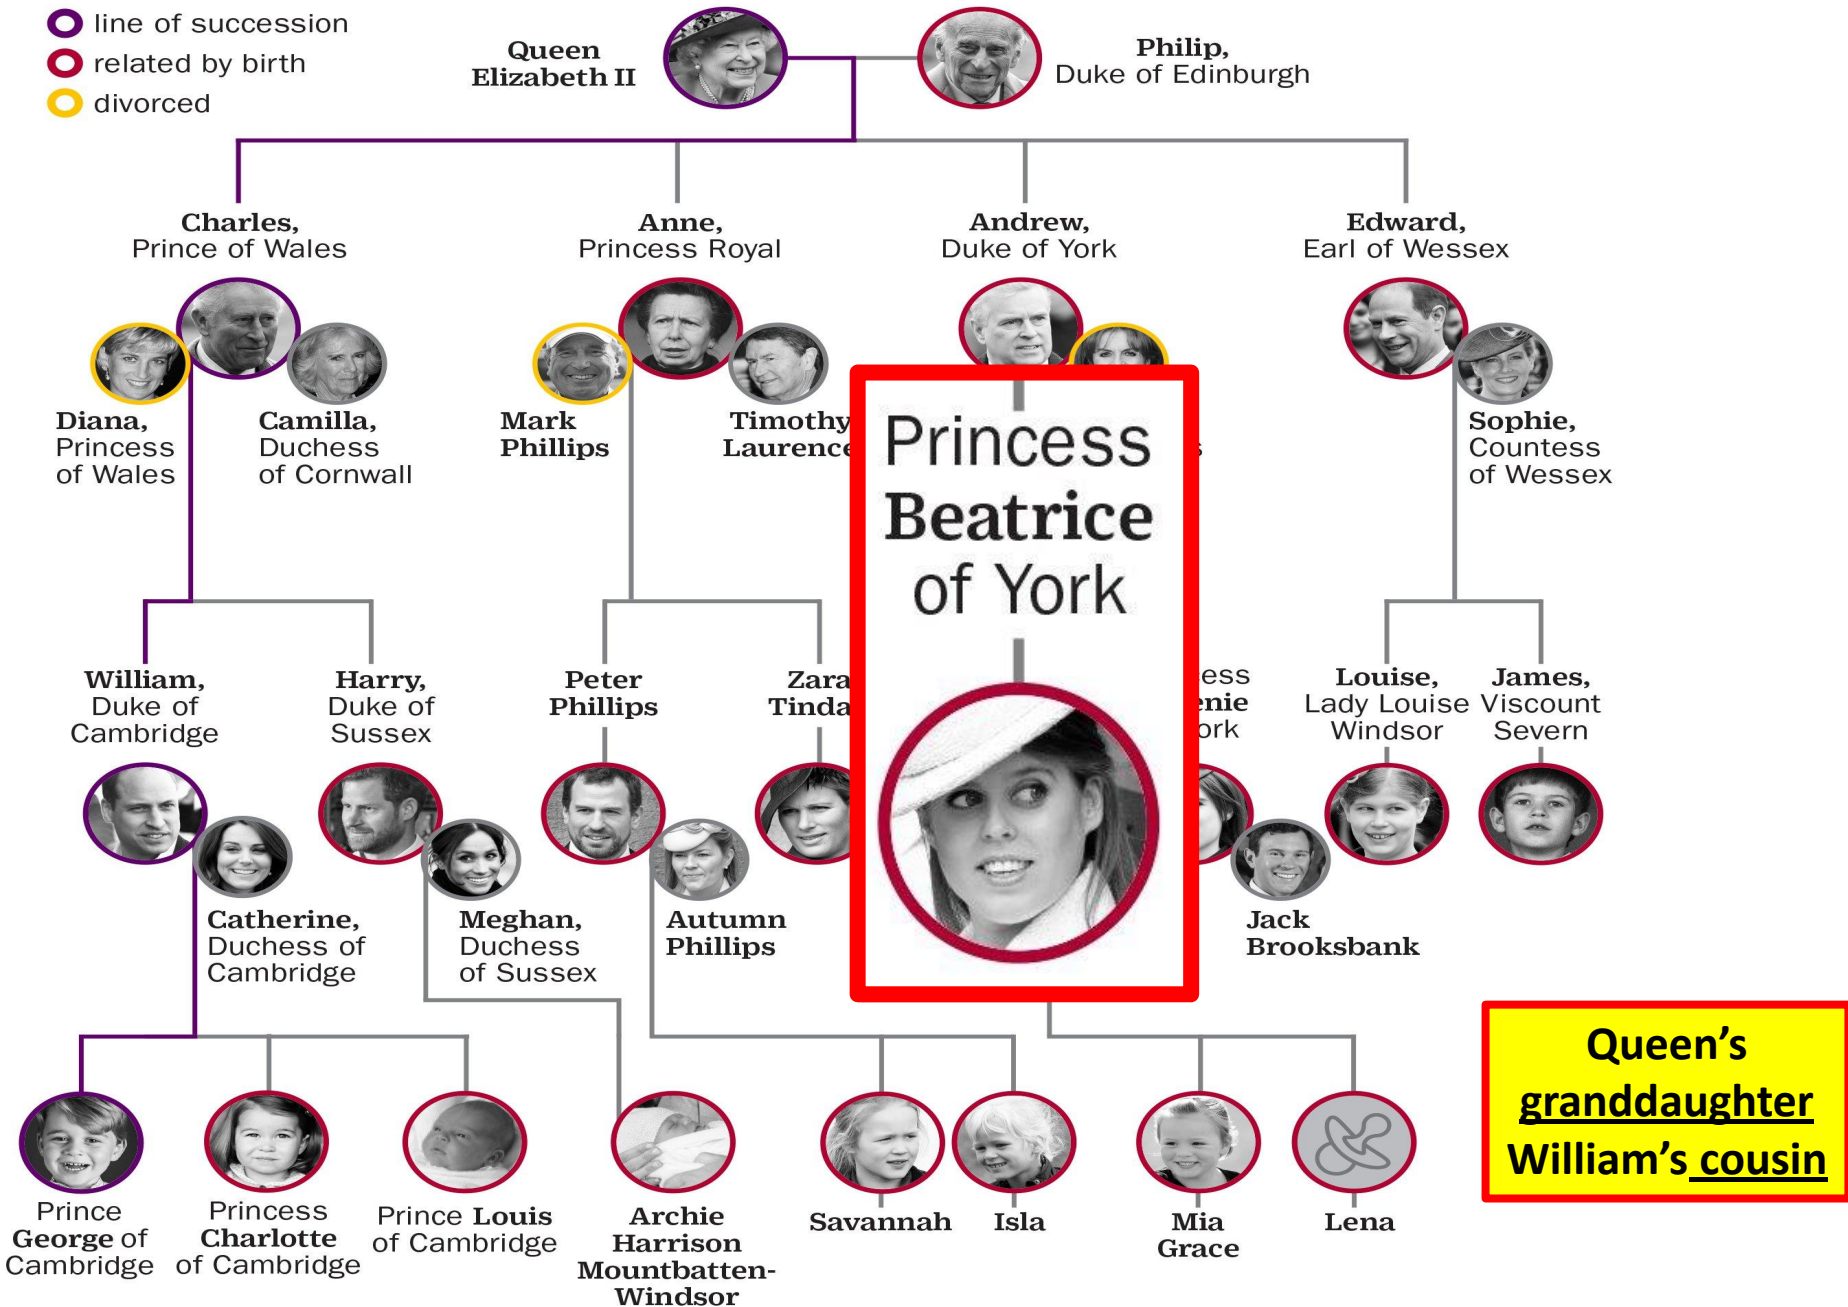 line of succession
related by birth
divorced
Queen
Elizabeth II
Philip,
Duke of Edinburgh
Charles,
Prince of Wales
Anne,
Princess Royal
Andrew,
Duke of York
Edward,
Earl of Wessex
Diana,
Princess
of Wales
Camilla,
Duchess
of Cornwall
Mark
Phillips
Timothy
Laurence
Sophie,
Countess
of Wessex
Princess
Beatrice
of York
William,
Duke of
Cambridge
Harry,
Duke of
Sussex
Peter
Phillips
Zara
Louise,
Lady Louise
Windsor
James,
Viscount
Severn
Catherine,
Duchess of
Cambridge
Meghan,
Duchess
of Sussex
Autumn
Phillips
Jack
Brooksbank
Prince
George of
Cambridge
Princess
Charlotte
of Cambridge
Prince Louis
of Cambridge
Archie
Harrison
Mountbatten-
Windsor
Savannah
Isla
Mia
Grace
Lena
Queen's
granddaughter
William's cousin